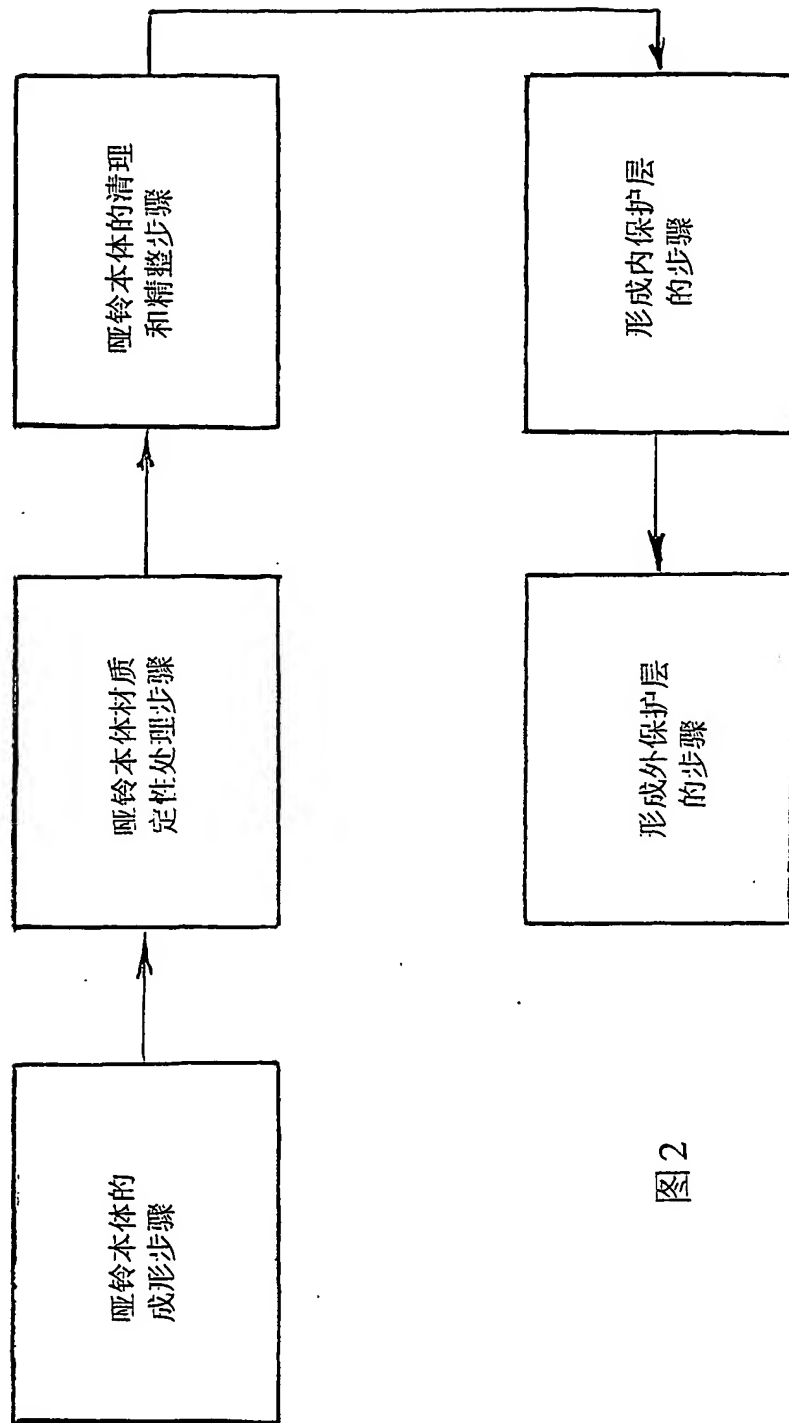 哑铃本体的
成形步骤
哑铃本体材质
定性处理步骤
哑铃本体的清理
和精整步骤
形成内保护层
的步骤
形成外保护层
的步骤
图2